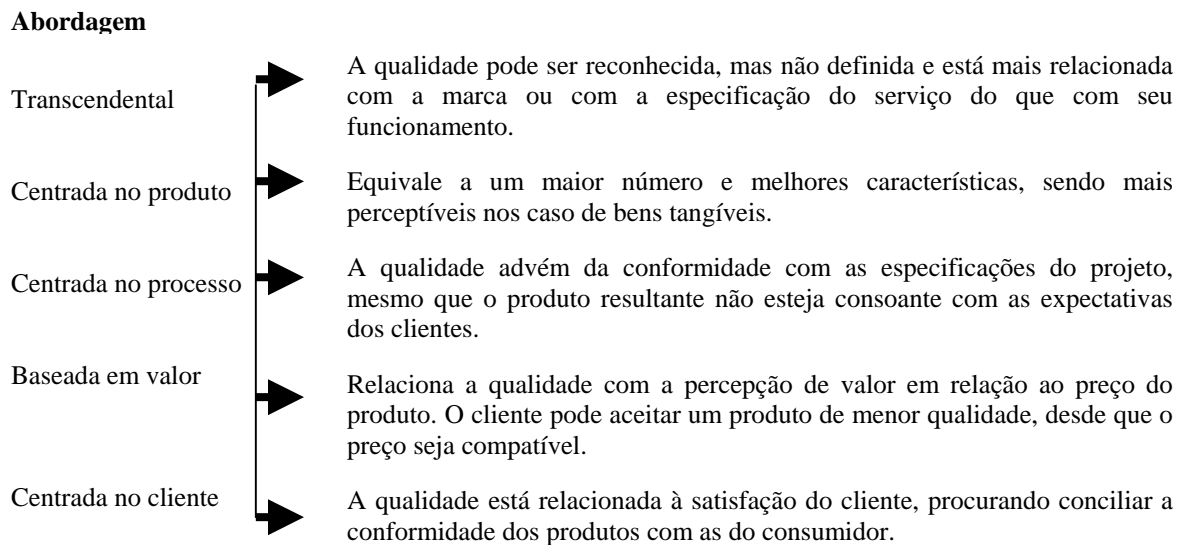 Abordagem
Transcendental
A qualidade pode ser reconhecida, mas não definida e está mais relacionada
com a marca ou com a especificação do serviço do que com seu
funcionamento.
Centrada no produto
Equivale a um maior número e melhores características, sendo mais
perceptíveis nos caso de bens tangíveis.
Centrada no processo
A qualidade advém da conformidade com as especificações do projeto,
mesmo que o produto resultante não esteja consoante com as expectativas
dos clientes.
Baseada em valor
Relaciona a qualidade com a percepção de valor em relação ao preço do
produto. O cliente pode aceitar um produto de menor qualidade, desde que o
preço seja compatível.
Centrada no cliente
A qualidade está relacionada à satisfação do cliente, procurando conciliar a
conformidade dos produtos com as do consumidor.